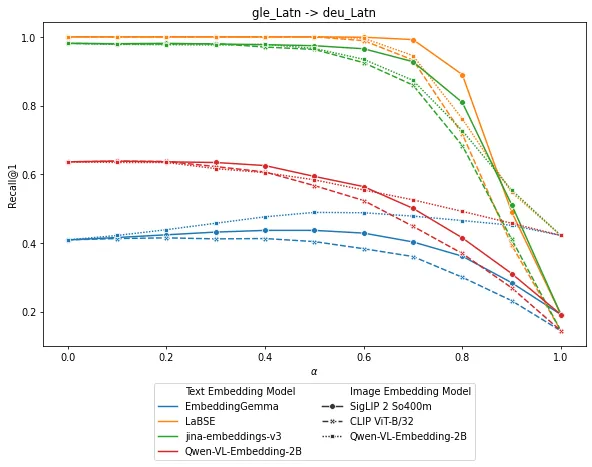 gle_Latn -> deu_Latn
Recall@1
1.0
0.8
0.6
0.4
0.2
0.0 0.2 0.4 0.6 0.8 1.0
α
Text Embedding Model Image Embedding Model
EmbeddingGemma SigLIP 2 So400m
LaBSE CLIP ViT-B/32
jina-embeddings-v3 Qwen-VL-Embedding-2B
Qwen-VL-Embedding-2B